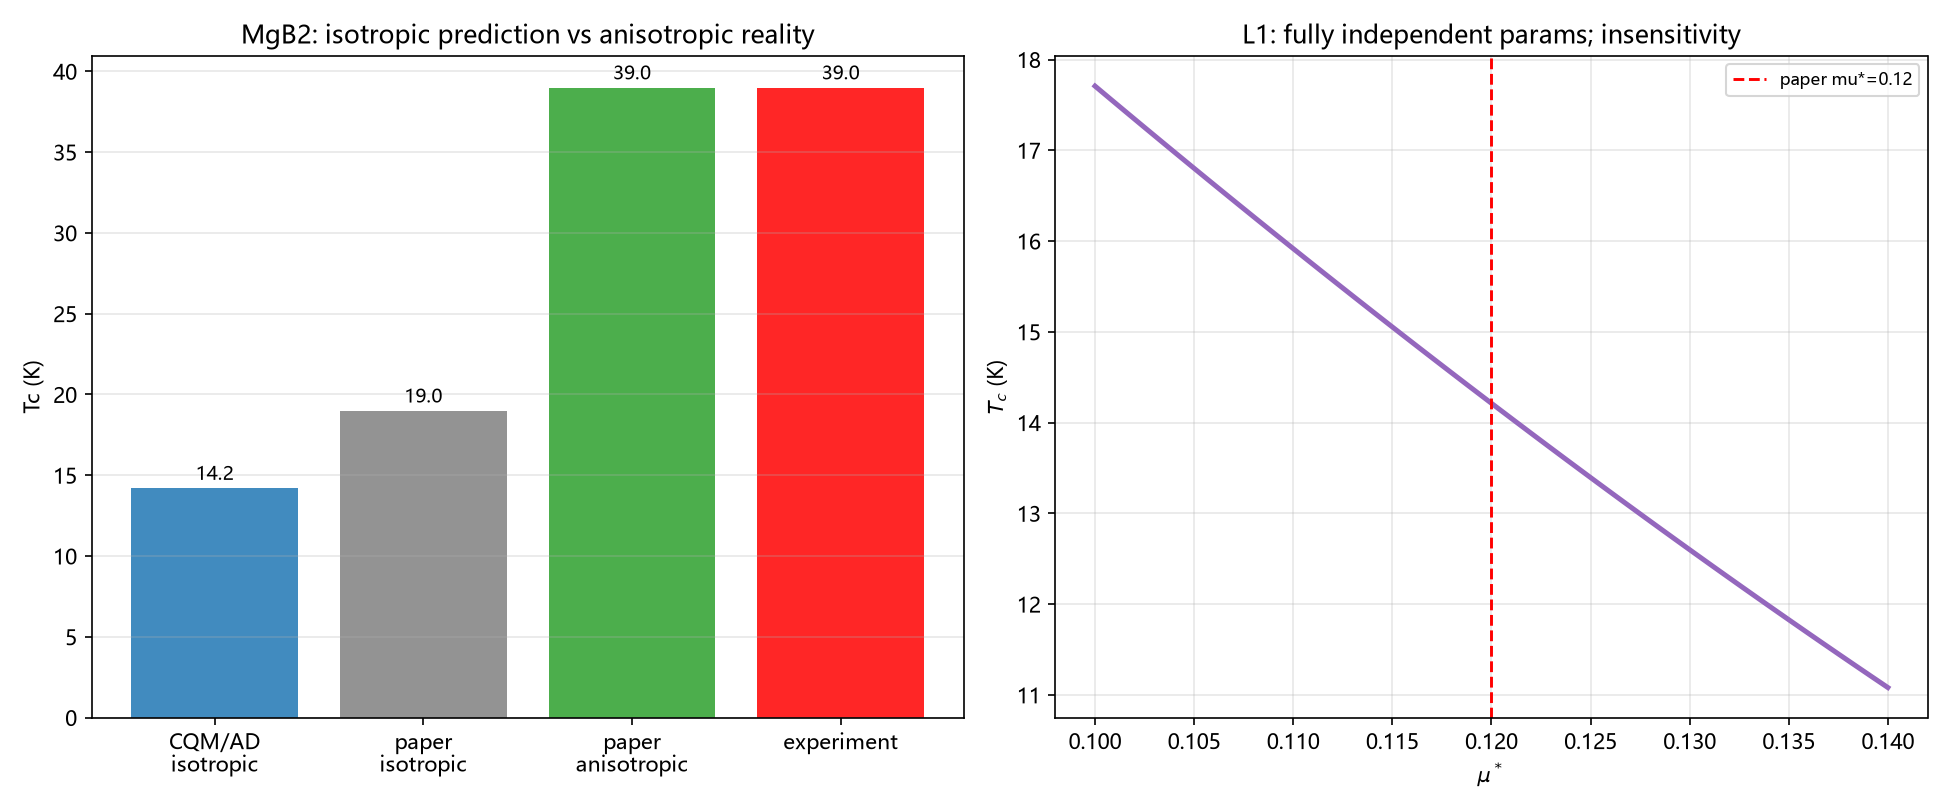 MgB2: isotropic prediction vs anisotropic reality
Tc (K)
40
35
30
25
20
15
10
5
0
14.2
19.0
39.0
39.0
CQM/AD
isotropic
paper
isotropic
paper
anisotropic
experiment
L1: fully independent params; insensitivity
T_c (K)
18
17
16
15
14
13
12
11
paper mu*=0.12
0.100 0.105 0.110 0.115 0.120 0.125 0.130 0.135 0.140
μ*